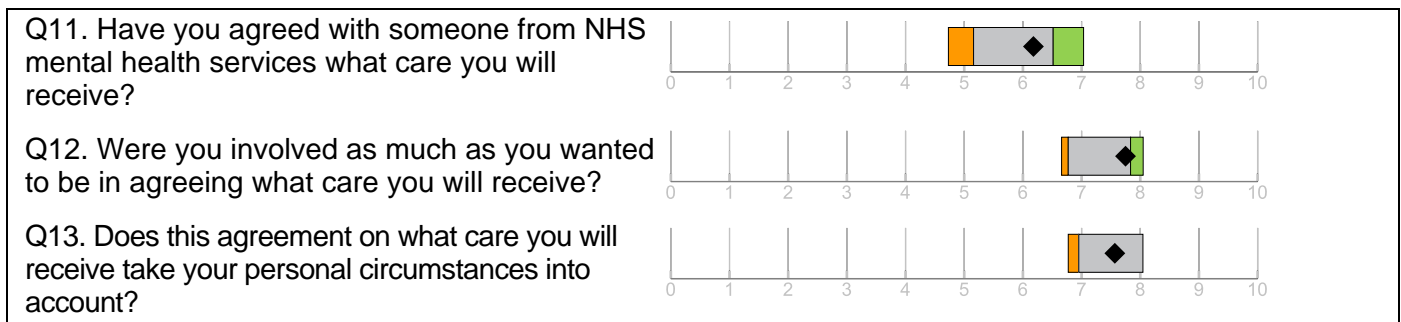 Q11. Have you agreed with someone from NHS
mental health services what care you will
receive?
0 1 2 3 4 5 6 7 8 9 10
Q12. Were you involved as much as you wanted
to be in agreeing what care you will receive?
0 1 2 3 4 5 6 7 8 9 10
Q13. Does this agreement on what care you will
receive take your personal circumstances into
account?
0 1 2 3 4 5 6 7 8 9 10